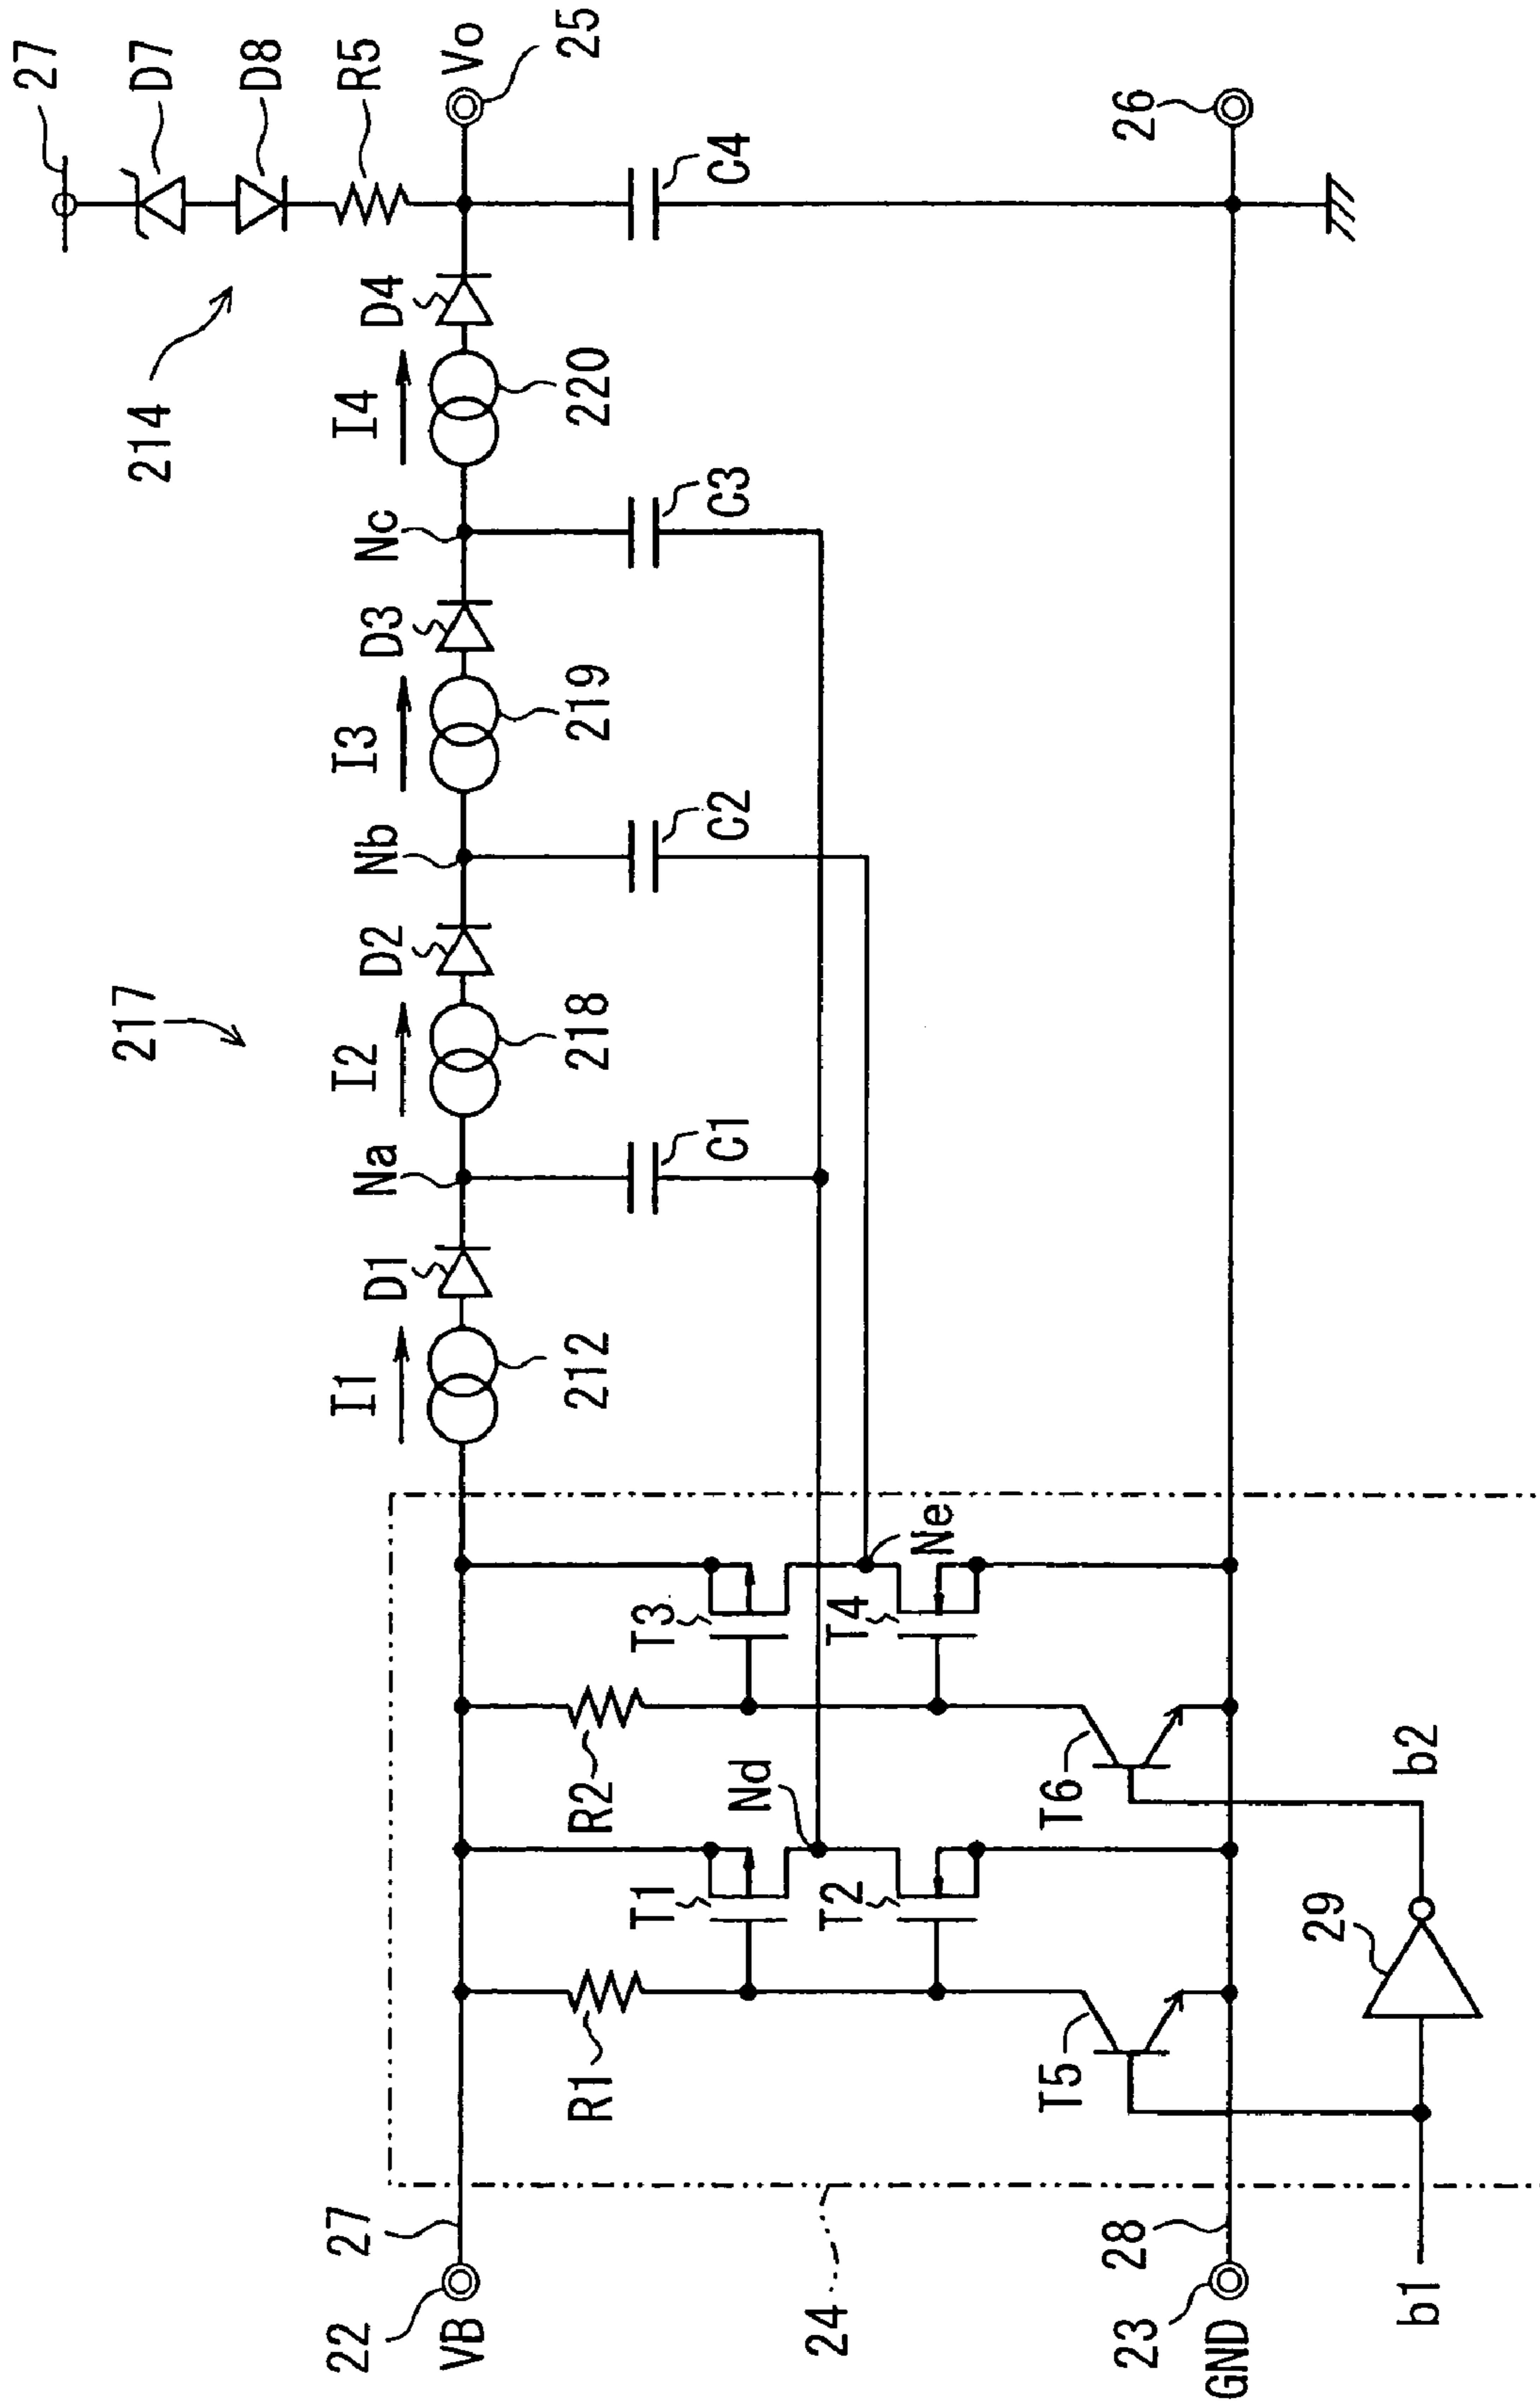 27
D7
D8
R5
Vo
25
26
214
D4
C4
I4
220
Nc
C3
D3
I3
219
Nb
C2
217
D2
I2
218
Na
C1
D1
I1
212
Ne
T3
T4
R2
Nd
T6
b2
T1
T2
29
R1
T5
27
22
VB
24
28
23
GND
b1